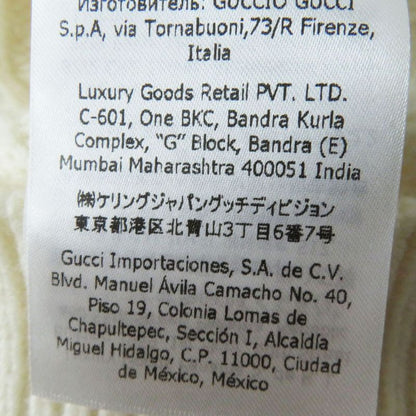 Изготовитель: GUCCIO GUCCI
S.p.A, via Tornabuoni,73/R Firenze,
Italia
Luxury Goods Retail PVT. LTD.
C-601, One BKC, Bandra Kurla
Complex, “G” Block, Bandra (E)
Mumbai Maharashtra 400051 India
㈱ケリングジャパングッチディビジョン
東京都港区北青山3丁目6番7号
Gucci Importaciones, S.A. de C.V.
Blvd. Manuel Ávila Camacho No. 40,
Piso 19, Colonia Lomas de
Chapultepec, Sección I, Alcaldía
Miguel Hidalgo, C.P. 11000, Ciudad
de México, México